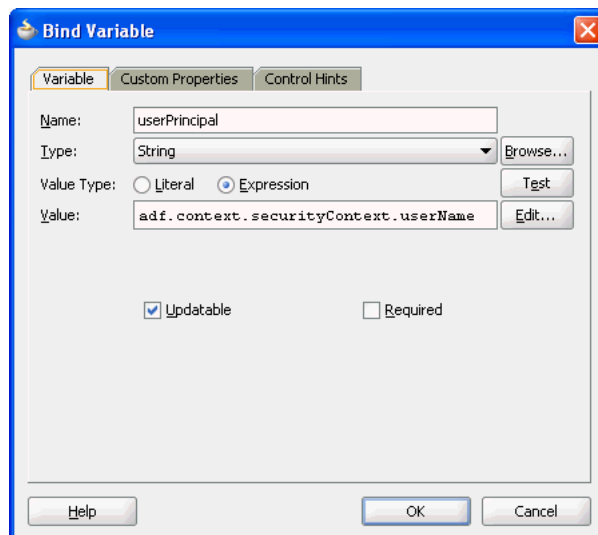 Bind Variable
Variable Custom Properties Control Hints
Name: userPrincipal
Type: String Browse...
Value Type: Literal Expression Test
Value: adf.context.securityContext.userName Edit...
Updatable Required
Help OK Cancel